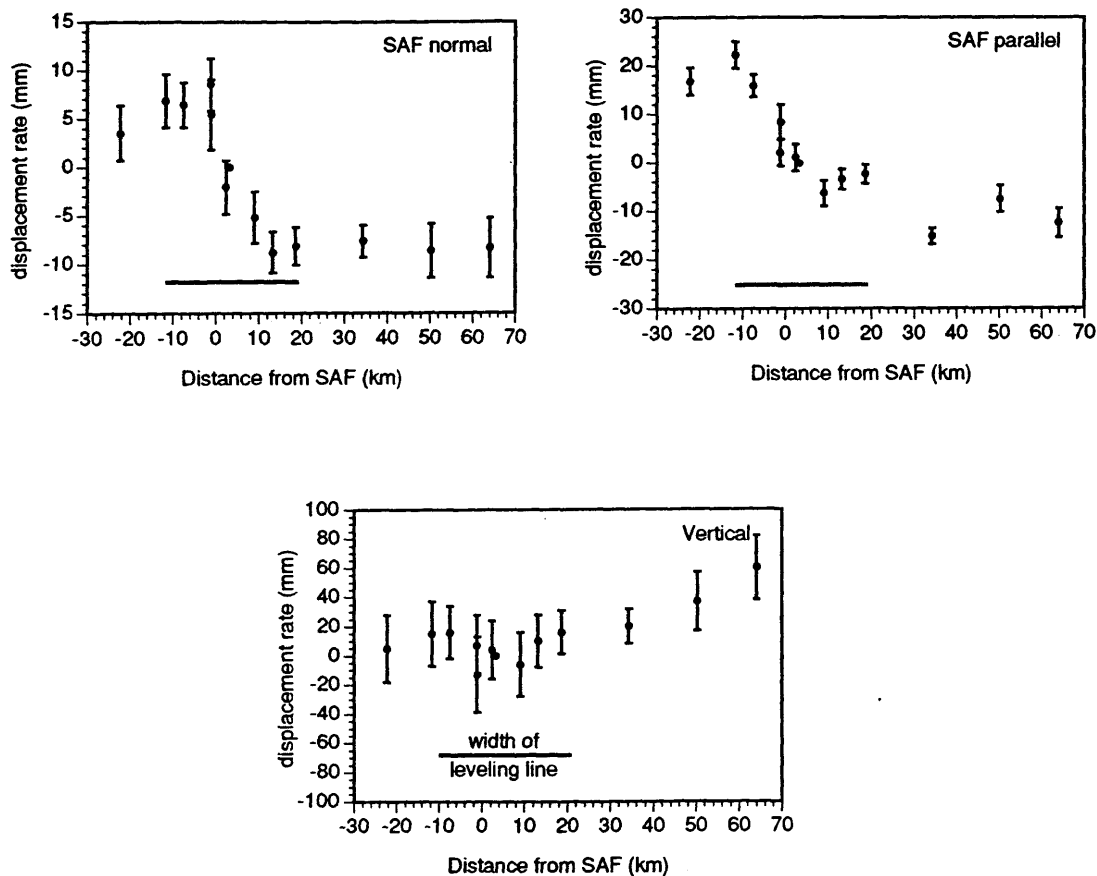 SAF normal
displacement rate (mm)
15
10
5
0
-5
-10
-15
-30 -20 -10 0 10 20 30 40 50 60 70
Distance from SAF (km)
SAF parallel
displacement rate (mm)
30
20
10
0
-10
-20
-30
-30 -20 -10 0 10 20 30 40 50 60 70
Distance from SAF (km)
Vertical
displacement rate (mm)
100
80
60
40
20
0
-20
-40
-60
-80
-100
width of
leveling line
-30 -20 -10 0 10 20 30 40 50 60 70
Distance from SAF (km)